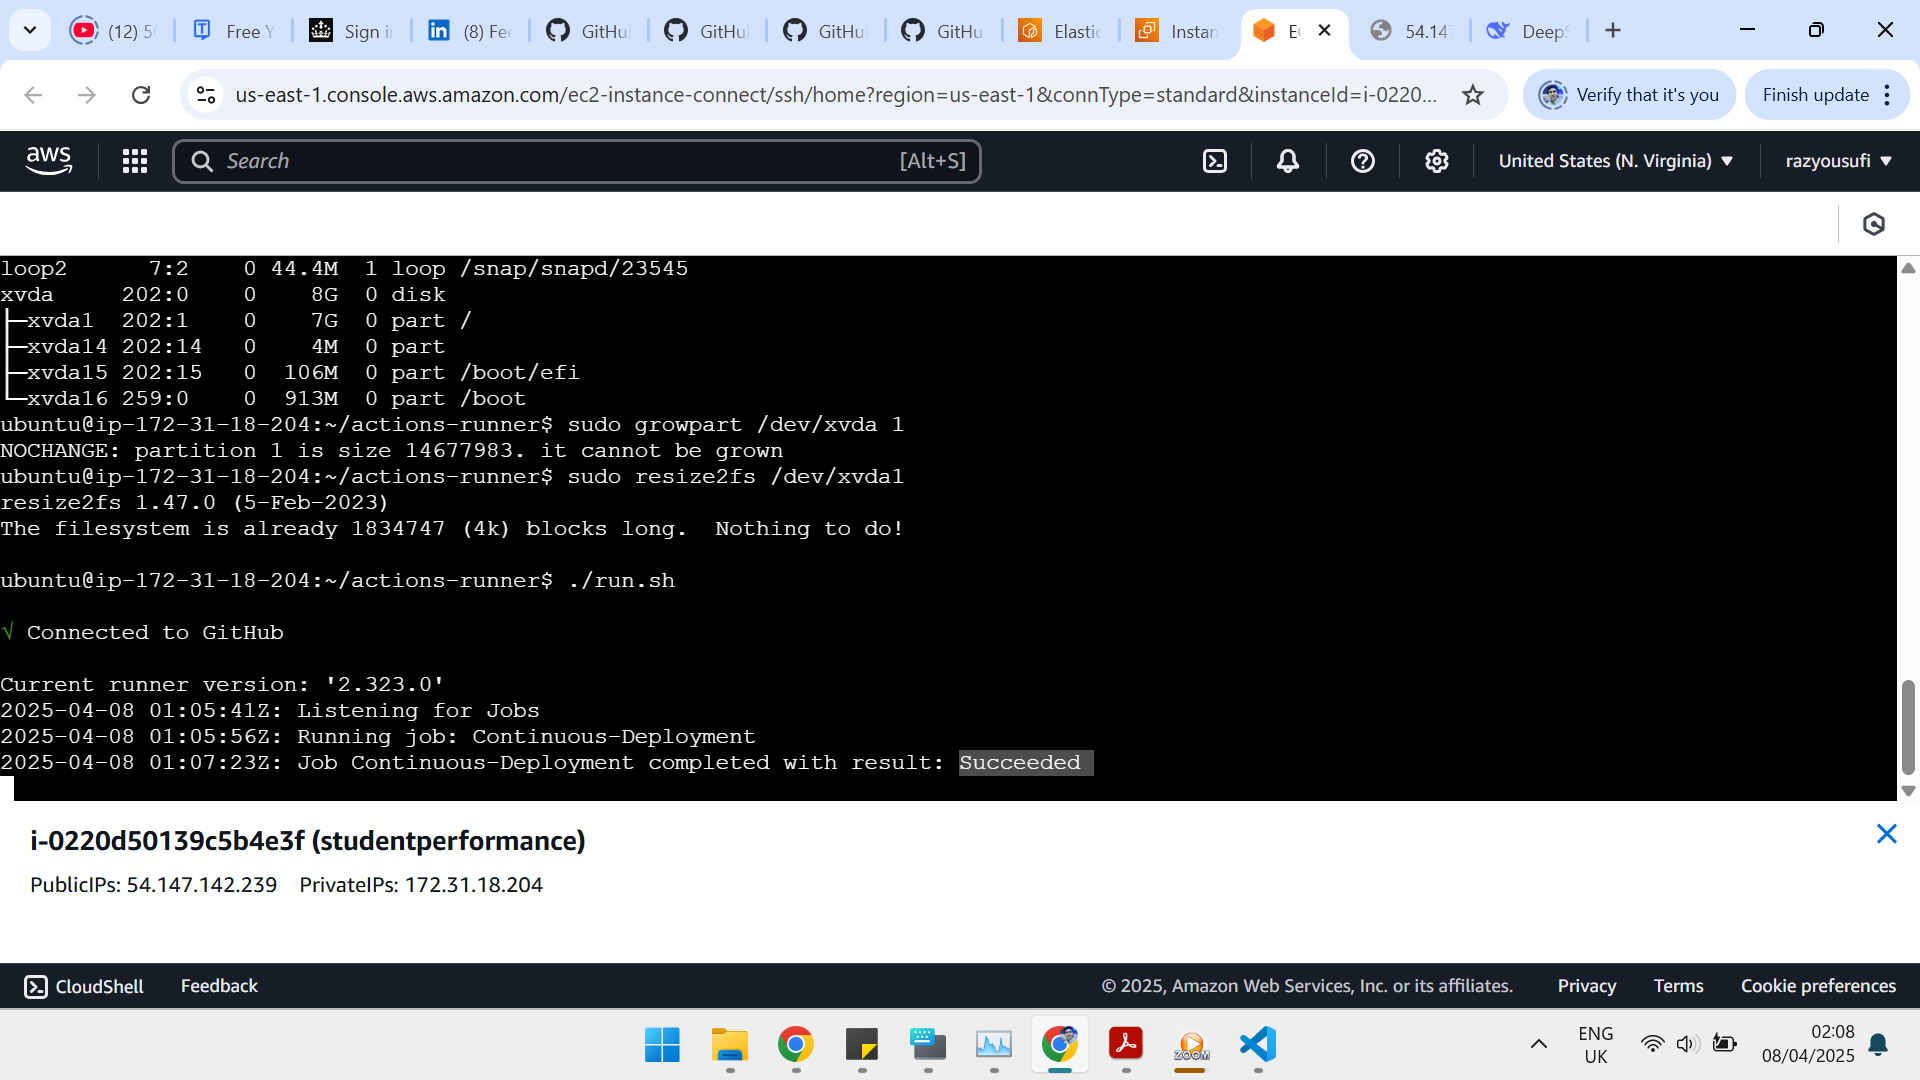 (12) 50
Free Y
Sign in
(8) Fee
GitHu
GitHu
GitHu
GitHu
Elastic
Instan
EC
54.147
DeepS
us-east-1.console.aws.amazon.com/ec2-instance-connect/ssh/home?region=us-east-1&connType=standard&instanceId=i-0220...
Verify that it's you
Finish update
aws
Search
[Alt+S]
United States (N. Virginia)
razyousufi
loop2      7:2    0 44.4M  1 loop /snap/snapd/23545
xvda     202:0    0    8G  0 disk
├─xvda1  202:1    0    7G  0 part /
├─xvda14 202:14   0    4M  0 part
├─xvda15 202:15   0  106M  0 part /boot/efi
└─xvda16 259:0    0  913M  0 part /boot
ubuntu@ip-172-31-18-204:~/actions-runner$ sudo growpart /dev/xvda 1
NOCHANGE: partition 1 is size 14677983. it cannot be grown
ubuntu@ip-172-31-18-204:~/actions-runner$ sudo resize2fs /dev/xvda1
resize2fs 1.47.0 (5-Feb-2023)
The filesystem is already 1834747 (4k) blocks long.  Nothing to do!
ubuntu@ip-172-31-18-204:~/actions-runner$ ./run.sh
√ Connected to GitHub
Current runner version: '2.323.0'
2025-04-08 01:05:41Z: Listening for Jobs
2025-04-08 01:05:56Z: Running job: Continuous-Deployment
2025-04-08 01:07:23Z: Job Continuous-Deployment completed with result: Succeeded
i-0220d50139c5b4e3f (studentperformance)
PublicIPs: 54.147.142.239    PrivateIPs: 172.31.18.204
CloudShell
Feedback
© 2025, Amazon Web Services, Inc. or its affiliates.
Privacy
Terms
Cookie preferences
ZOOM
ENG
UK
02:08
08/04/2025